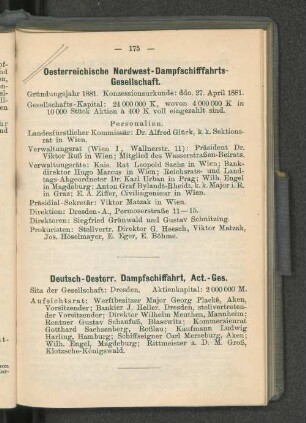 — 175 —
Oesterreichische Nordwest-Dampfschiffahrts-
Gesellschaft.
Gründungsjahr 1881. Konzessionsurkunde: ddo. 27. April 1881.
Gesellschafts-Kapital: 24 000 000 K, wovon 4 000 000 K in
10 000 Stück Aktien à 400 K voll eingezahlt sind.
Personalien.
Landesfürstlicher Kommissär: Dr. Alfred Glück, k. k. Sektions-
rat in Wien.
Verwaltungsrat (Wien I, Wallnerstr. 11): Präsident Dr.
Viktor Ruß in Wien; Mitglied des Wasserstraßen-Beirats.
Verwaltungsräte: Kais. Rat Leopold Sachs in Wien; Bank-
direktor Hugo Marcus in Wien; Reichsrats- und Land
tags-Abgeordneter Dr. Karl Urban in Prag; Wilh. Engel
in Magdeburg; Anton Graf Bylandt-Rheidt, k. k. Major i. R.
in Graz; E. A. Ziffer, Civilingenieur in Wien.
Präsidial-Sekretär: Viktor Matzak in Wien.
Direktion: Dresden-A., Permoserstraße 11—15.
Direktoren: Siegfried Grünwald und Gustav Schnitzing.
Prokuristen: Stellvertr. Direktor G. Hoesch, Viktor Matzak,
Jos. Höselmayer, E. Eger, E. Böhme.
Deutsch-Oesterr. Dampfschiffahrt, Act.-Ges.
Sitz der Gesellschaft: Dresden. Aktienkapital: 2 000 000 M.
Aufsichtsrat: Werftbesitzer Major Georg Placke, Aken,
Vorsitzender; Bankier J. Heller, Dresden, stellvertreten-
der Vorsitzender; Direktor Wilhelm Meuthen, Mannheim;
Rentner Gustav Schaufuß, Blasewitz; Kommerzienrat
Gotthard Sachsenberg, Roßlau; Kaufmann Ludwig
Harling, Hamburg; Schiffseigner Carl Merseburg, Aken;
Wilh. Engel, Magdeburg; Rittmeister a. D. M. Groß,
Klotzsche-Königswald.